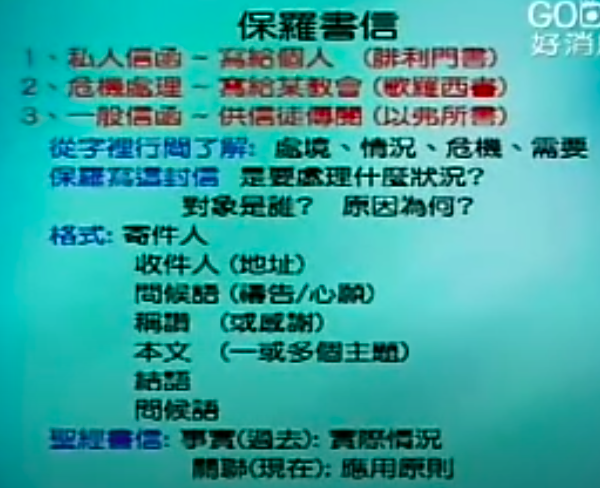 保羅書信
GO
好消
1、私人信函～寫給個人 (腓利門書)
2、危機處理～寫給某教會 (歌羅西書)
3、一般信函～供信徒傳閱 (以弗所書)
從字裡行間了解: 處境、情況、危機、需要
保羅寫這封信 是要處理什麼狀況?
對象是誰? 原因為何?
格式: 寄件人
收件人 (地址)
問候語 (禱告/心願)
稱讚 (或感謝)
本文 (一或多個主題)
結語
問候語
聖經書信: 事實(過去): 實際情況
關聯(現在): 應用原則